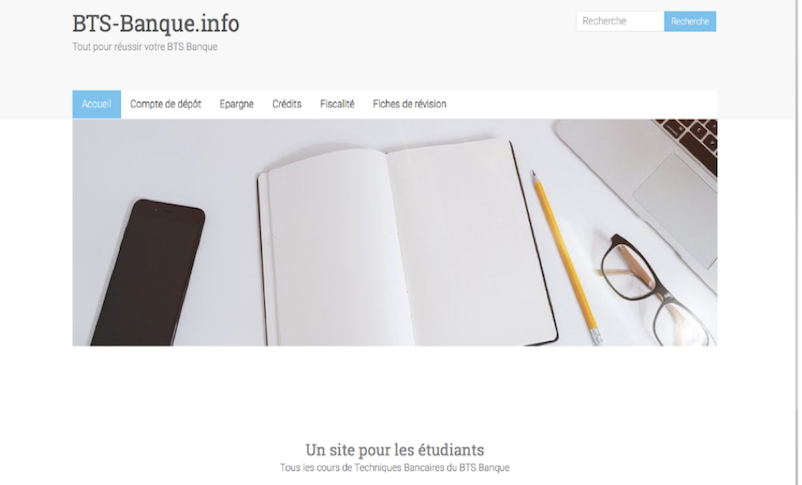 BTS-Banque.info
Tout pour réussir votre BTS Banque
Recherche
Recherche
Accueil
Compte de dépôt
Epargne
Crédits
Fiscalité
Fiches de révision
Un site pour les étudiants
Tous les cours de Techniques Bancaires du BTS Banque